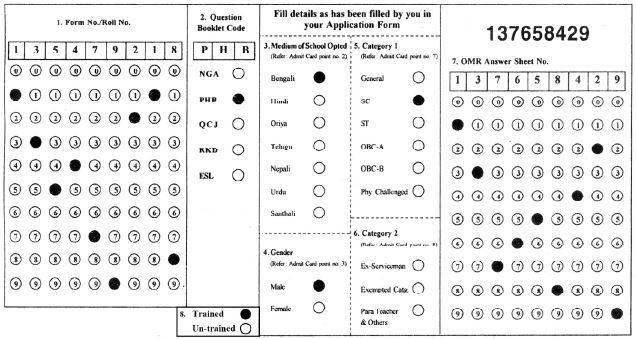 1. Form No./Roll No.
1 3 5 4 7 9 2 1 8
0 0 0 0 0 0 0 0 0
1 1 1 1 1 1 1
2 2 2 2 2 2 2 2
3 3 3 3 3 3 3 3
4 4 4 4 4 4 4 4
5 5 5 5 5 5 5 5
6 6 6 6 6 6 6 6 6
7 7 7 7 7 7 7 7
8 8 8 8 8 8 8 8
9 9 9 9 9 9 9 9
2. Question
Booklet Code
P H B
NGA
PHB
QCJ
RKD
ESL
8. Trained
Un-trained
Fill details as has been filled by you in
your Application Form
3. Medium of School Opted
(Refer: Admit Card point no. 2)
Bengali
Hindi
Oriya
Telugu
Nepali
Urdu
Santhali
4. Gender
(Refer: Admit Card point no. 3)
Male
Female
5. Category 1
(Refer: Admit Card point no. 7)
General
SC
ST
OBC-A
OBC-B
Phy. Challenged
6. Category 2
(Refer: Admit Card point no. 8)
Ex-Serviceman
Exempted Cata.
Para Teacher
& Others
137658429
7. OMR Answer Sheet No.
1 3 7 6 5 8 4 2 9
0 0 0 0 0 0 0 0 0
1 1 1 1 1 1 1 1
2 2 2 2 2 2 2 2
3 3 3 3 3 3 3 3
4 4 4 4 4 4 4 4
5 5 5 5 5 5 5 5
6 6 6 6 6 6 6 6
7 7 7 7 7 7 7 7
8 8 8 8 8 8 8 8
9 9 9 9 9 9 9 9